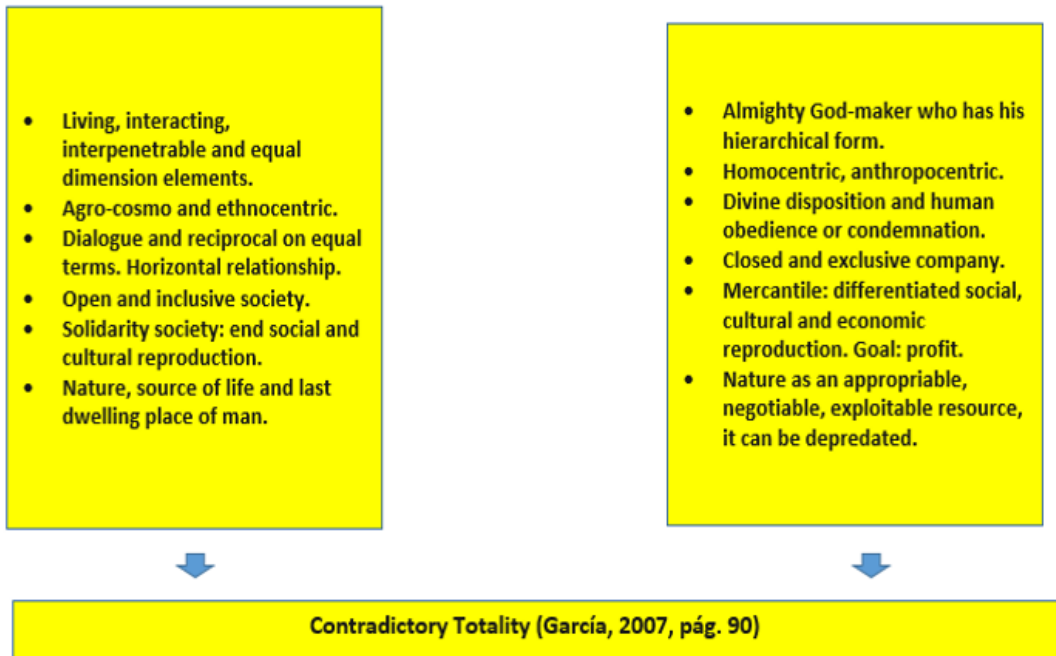 • Living, interacting,
interpenetrable and equal
dimension elements.
• Agro-cosmo and ethnocentric.
• Dialogue and reciprocal on equal
terms. Horizontal relationship.
• Open and inclusive society.
• Solidarity society: end social and
cultural reproduction.
• Nature, source of life and last
dwelling place of man.
• Almighty God-maker who has his
hierarchical form.
• Homocentric, anthropocentric.
• Divine disposition and human
obedience or condemnation.
• Closed and exclusive company.
• Mercantile: differentiated social,
cultural and economic
reproduction. Goal: profit.
• Nature as an appropriable,
negotiable, exploitable resource,
it can be depredated.
Contradictory Totality (García, 2007, pág. 90)